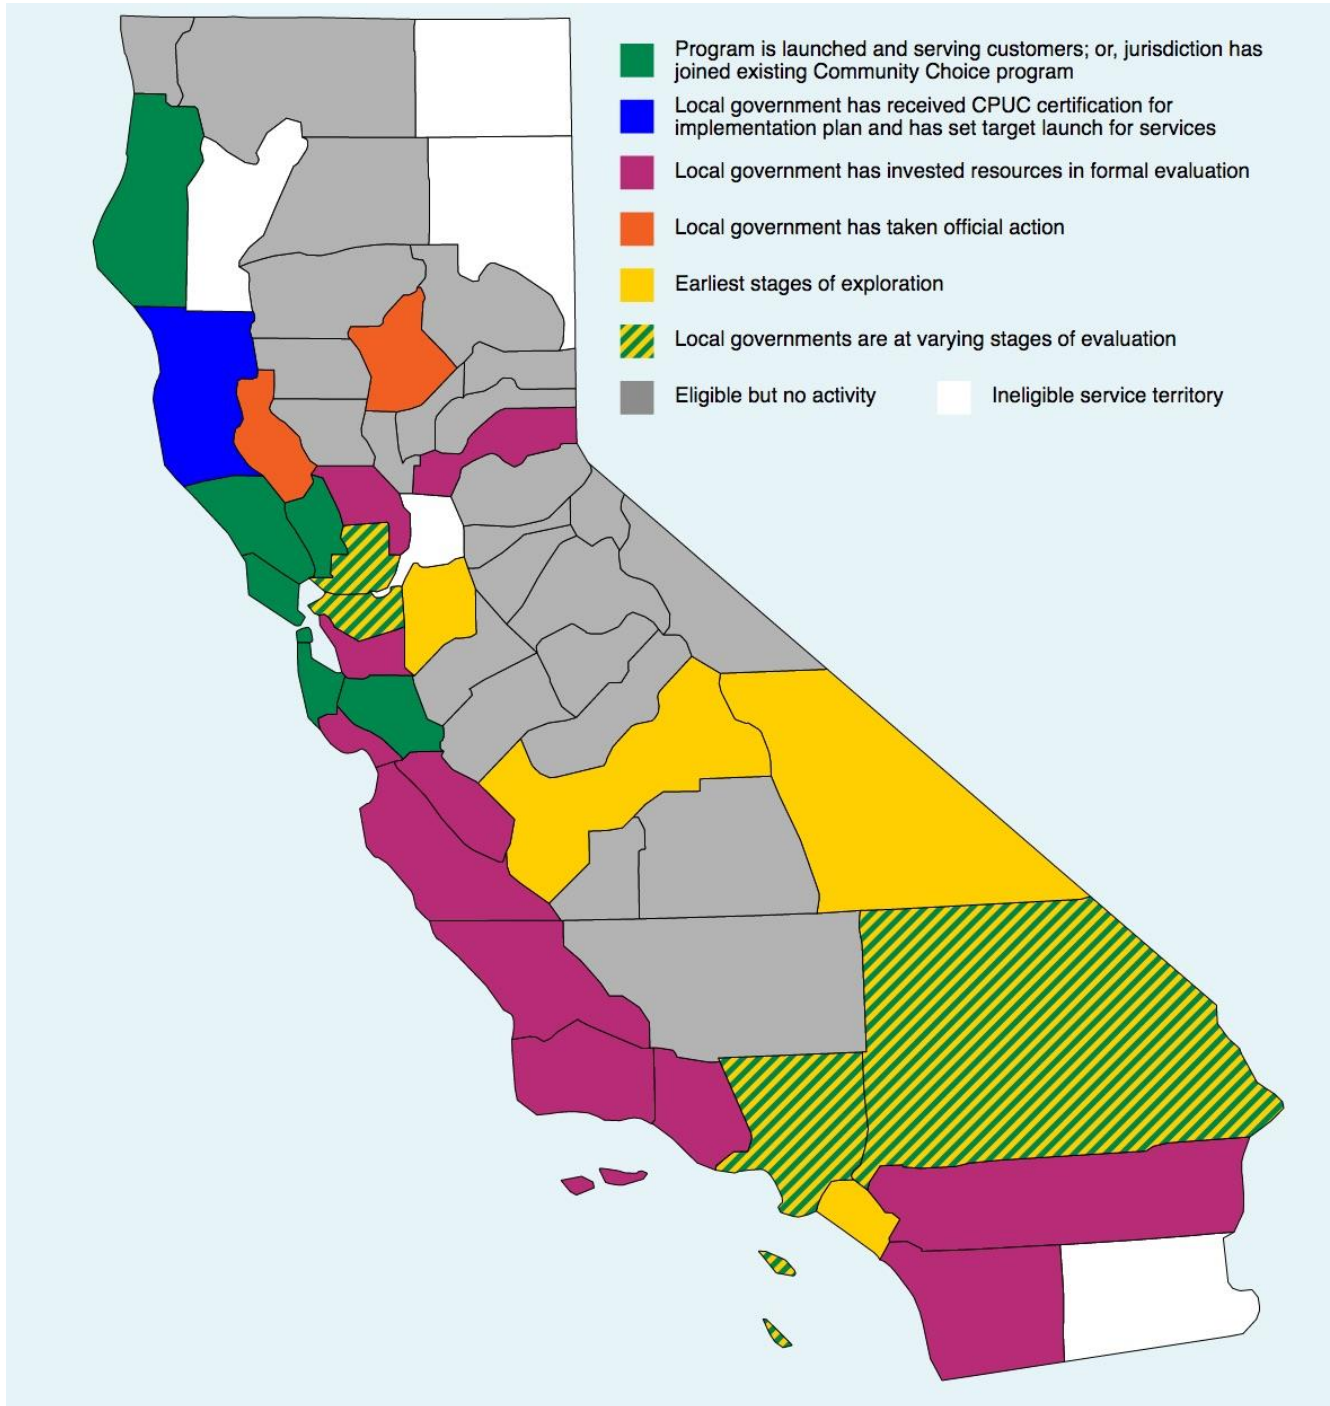 Program is launched and serving customers; or, jurisdiction has
joined existing Community Choice program
Local government has received CPUC certification for
implementation plan and has set target launch for services
Local government has invested resources in formal evaluation
Local government has taken official action
Earliest stages of exploration
Local governments are at varying stages of evaluation
Eligible but no activity
Ineligible service territory